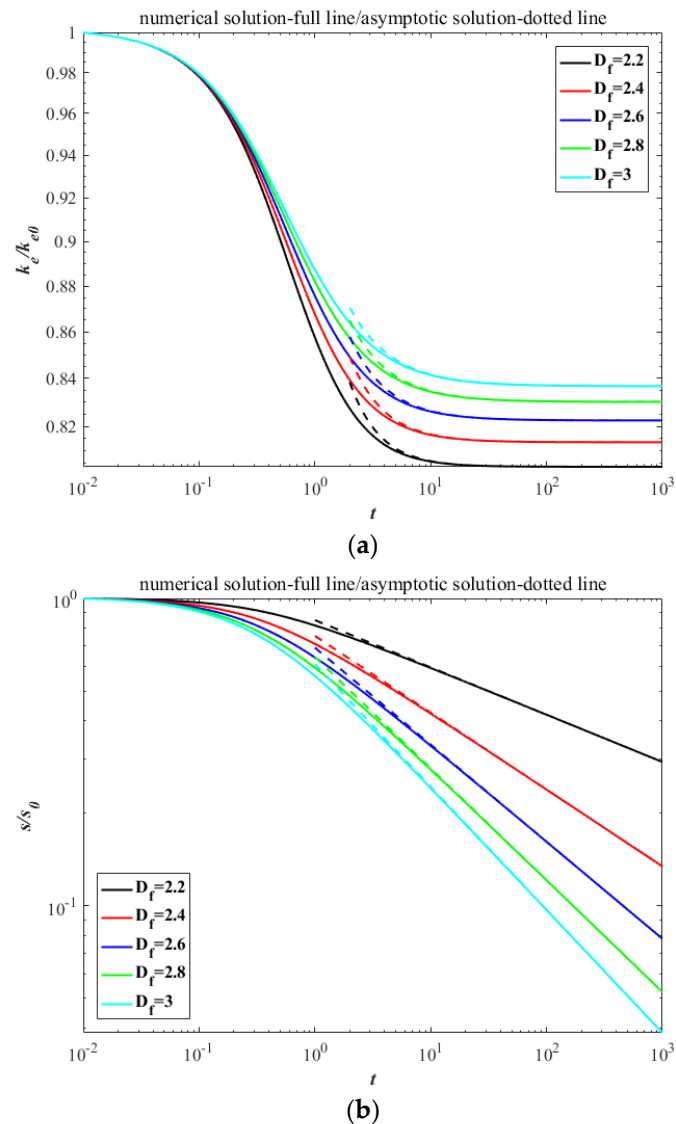 numerical solution-full line/asymptotic solution-dotted line
1
0.98
0.96
0.94
0.92
0.9
0.88
0.86
0.84
0.82
k_e/k_e0
D_f=2.2
D_f=2.4
D_f=2.6
D_f=2.8
D_f=3
10^-2
10^-1
10^0
10^1
10^2
10^3
t
(a)
numerical solution-full line/asymptotic solution-dotted line
10^0
10^-1
s/s_0
D_f=2.2
D_f=2.4
D_f=2.6
D_f=2.8
D_f=3
10^-2
10^-1
10^0
10^1
10^2
10^3
t
(b)